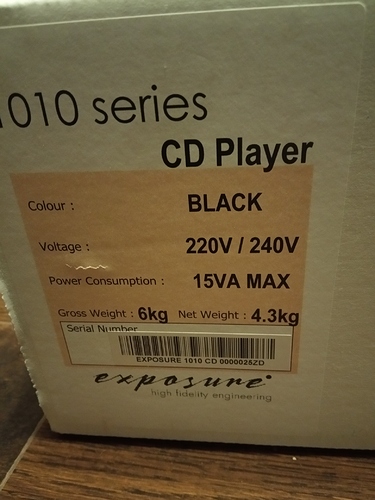 1010 series
CD Player
Colour : BLACK
Voltage : 220V / 240V
Power Consumption : 15VA MAX
Gross Weight : 6kg Net Weight : 4.3kg
Serial Number
EXPOSURE 1010 CD 0000025ZD
exposure
high fidelity engineering